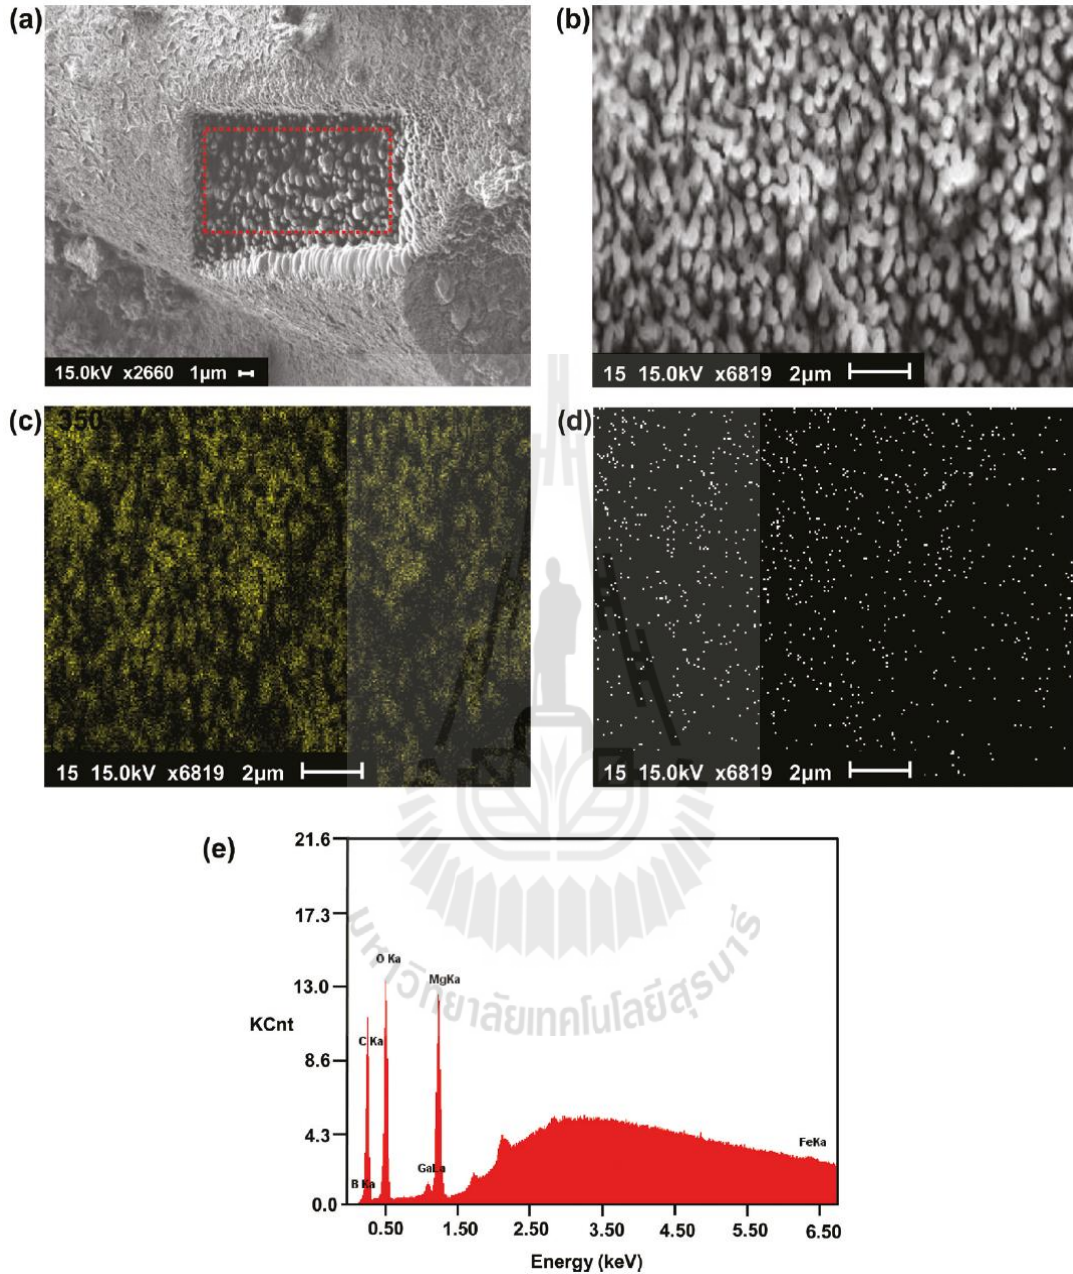 (a)
15.0kV x2660 1μm
(b)
15 15.0kV x6819 2μm
(c) 350
15 15.0kV x6819 2μm
(d)
15 15.0kV x6819 2μm
(e)
21.6
17.3
13.0
8.6
4.3
0.0
KCnt
B Ka
C Ka
O Ka
GaLa
MgKa
FeKa
0.50 1.50 2.50 3.50 4.50 5.50 6.50
Energy (keV)
มหาวิทยาลัยเทคโนโลยีสุรนารี